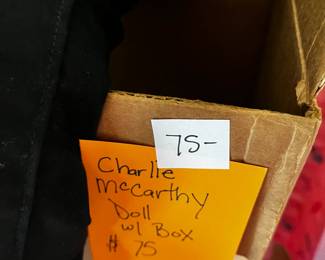 75-
Charlie
McCarthy
Doll
w/ Box
$ 75